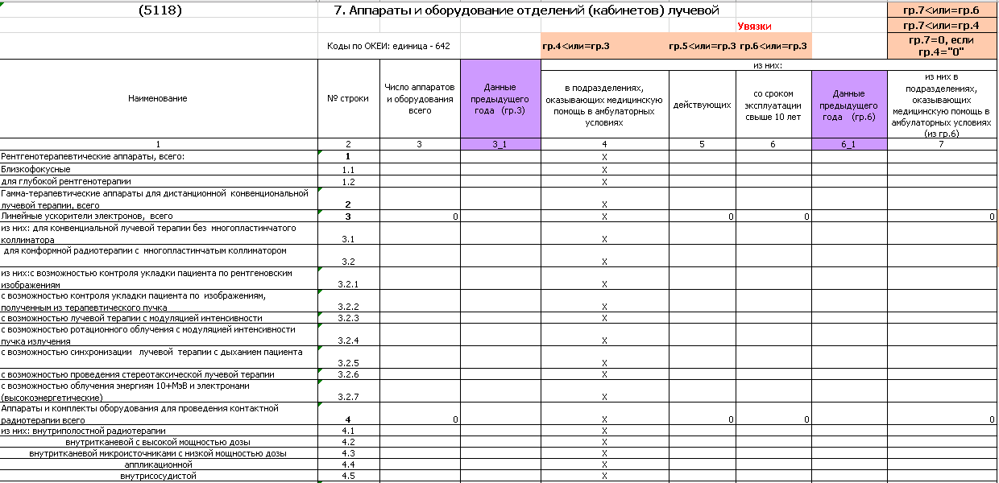 (5118) 7. Аппараты и оборудование отделений (кабинетов) лучевой гр.7<или=гр.6
Увязки гр.7<или=гр.4
Коды по ОКЕИ: единица - 642 гр.4<или=гр.3 гр.5<или=гр.3 гр.6<или=гр.3 гр.7=0, если
гр.4="0"
Наименование
№ строки
Число аппаратов
и оборудования
всего
Данные
предыдущего
года (гр.3)
из них:
в подразделениях,
оказывающих медицинскую
помощь в амбулаторных
условиях
действующих
со сроком
эксплуатации
свыше 10 лет
Данные
предыдущего
года (гр.6)
из них в
подразделениях,
оказывающих
медицинскую помощь в
амбулаторных условиях
(из гр.6)
1 2 3 3_1 4 5 6 6_1 7
Рентгенотерапевтические аппараты, всего: 1 X
Близкофокусные 1.1 X
для глубокой рентгенотерапии 1.2 X
Гамма-терапевтические аппараты для дистанционной конвенциональной
лучевой терапии, всего 2 X
Линейные ускорители электронов, всего 3 0 X 0 0 0
из них: для конвенциальной лучевой терапии без многопластинчатого
коллиматора 3.1 X
для конформной радиотерапии с многопластинчатым коллиматором
3.2 X
из них:с возможностью контроля укладки пациента по рентгеновским
изображениям 3.2.1 X
с возможностью контроля укладки пациента по изображениям,
полученным из терапевтического пучка 3.2.2 X
с возможностью лучевой терапии с модуляцией интенсивности 3.2.3 X
с возможностью ротационного облучения с модуляцией интенсивности
пучка излучения 3.2.4 X
с возможностью синхронизации лучевой терапии с дыханием пациента
3.2.5 X
с возможностью проведения стереотаксической лучевой терапии 3.2.6 X
с возможностью облучения энергиям 10+МэВ и электронами
(высокоэнергетические) 3.2.7 X
Аппараты и комплекты оборудования для проведения контактной
радиотерапии всего 4 0 X 0 0 0
из них: внутриполостной радиотерапии 4.1 X
внутритканевой с высокой мощностью дозы 4.2 X
внутритканевой микроисточниками с низкой мощностью дозы 4.3 X
аппликационной 4.4 X
внутрисосудистой 4.5 X